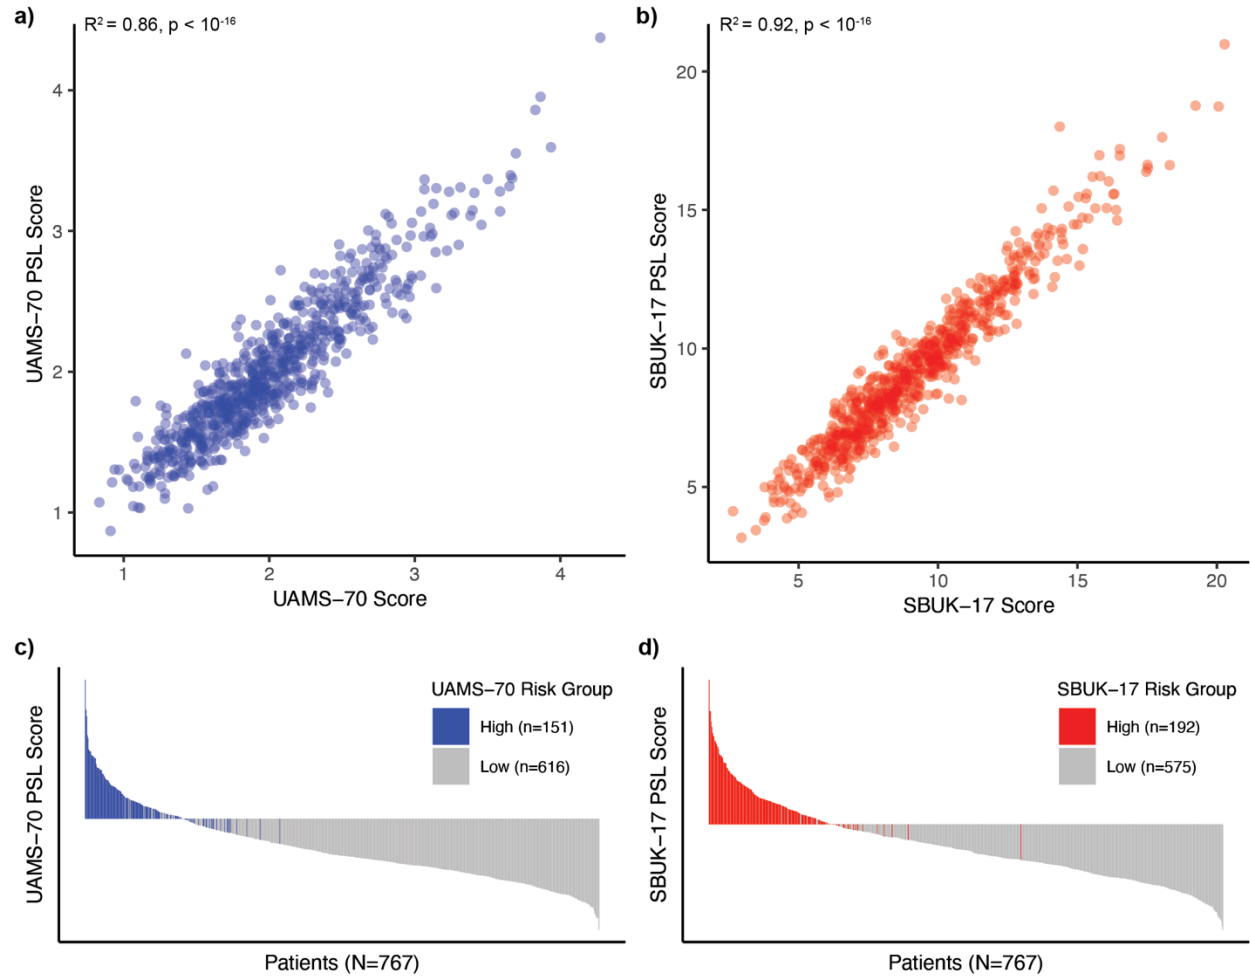 a)
R² = 0.86, p < 10⁻¹⁶
4
3
2
1
UAMS−70 PSL Score
1 2 3 4
UAMS−70 Score
b)
R² = 0.92, p < 10⁻¹⁶
20
15
10
5
SBUK−17 PSL Score
5 10 15 20
SBUK−17 Score
c)
UAMS−70 PSL Score
UAMS−70 Risk Group
High (n=151)
Low (n=616)
Patients (N=767)
d)
SBUK−17 PSL Score
SBUK−17 Risk Group
High (n=192)
Low (n=575)
Patients (N=767)